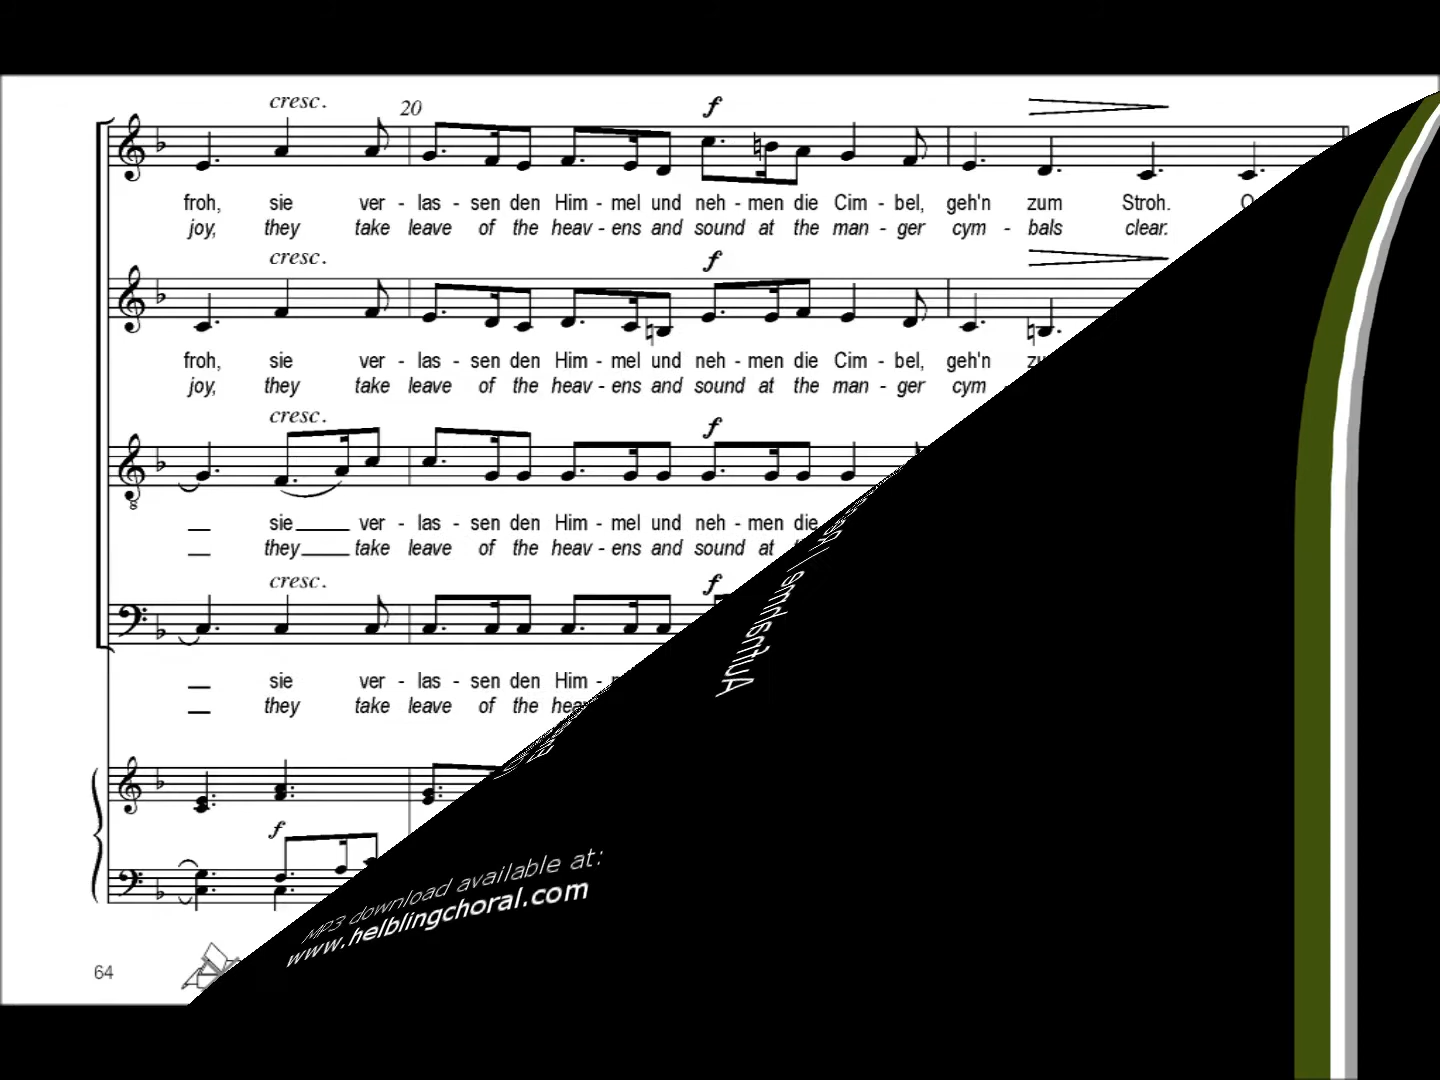 cresc.
20
f
froh, sie ver - las - sen den Him - mel und neh - men die Cim - bel, geh'n zum Stroh.
joy, they take leave of the heav - ens and sound at the man - ger cym - bals clear.
cresc.
f
froh, sie ver - las - sen den Him - mel und neh - men die Cim - bel, geh'n
joy, they take leave of the heav - ens and sound at the man - ger cym
cresc.
f
sie ver - las - sen den Him - mel und neh - men die
they take leave of the heav - ens and sound at
8
cresc.
f
sie ver - las - sen den Him -
they take leave of the
f
MP3 download available at:
www.helblingchoral.com
64